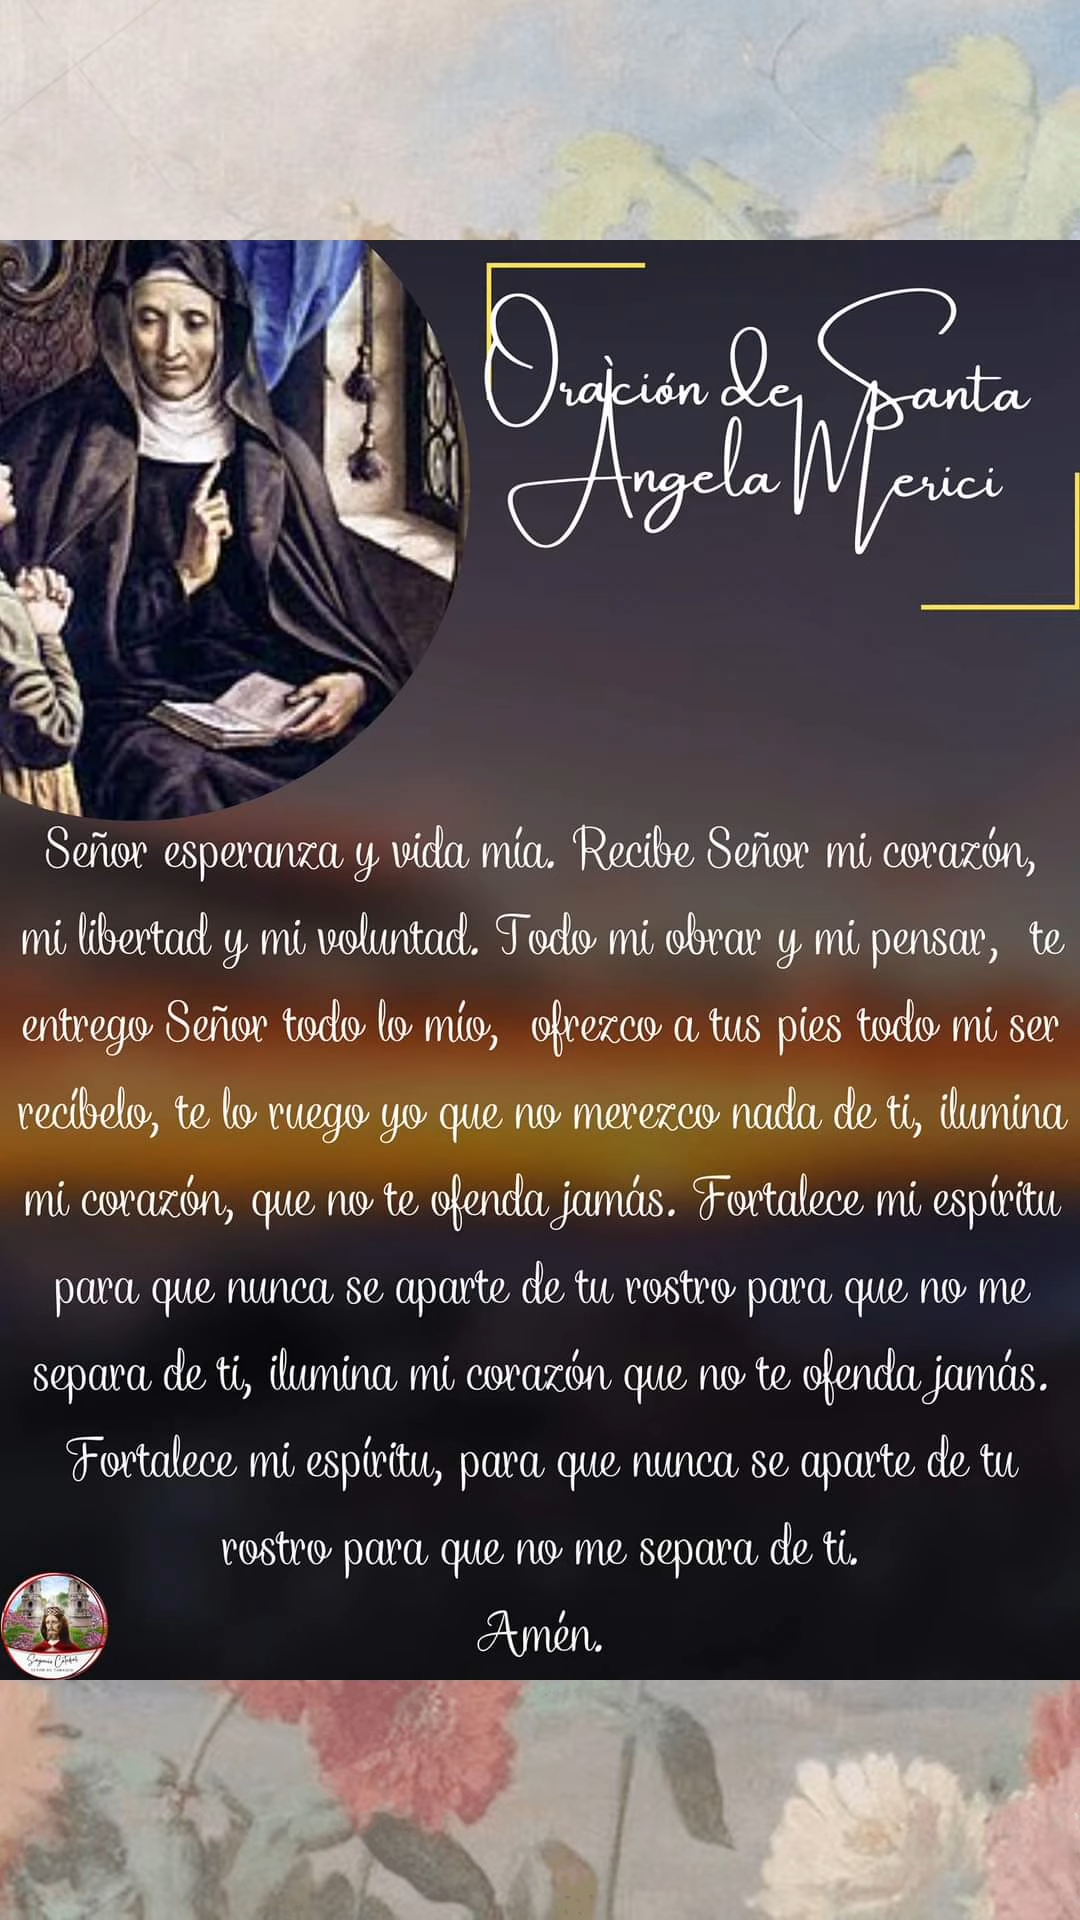 Oración de Santa
Àngela Merici
Señor esperanza y vida mía. Recibe Señor mi corazón,
mi libertad y mi voluntad. Todo mi obrar y mi pensar, te
entrego Señor todo lo mío, ofrezco a tus pies todo mi ser
recíbelo, te lo ruego yo que no merezco nada de ti, ilumina
mi corazón, que no te ofenda jamás. Fortalece mi espíritu
para que nunca se aparte de tu rostro para que no me
separa de ti, ilumina mi corazón que no te ofenda jamás.
Fortalece mi espíritu, para que nunca se aparte de tu
rostro para que no me separa de ti.
Amén.